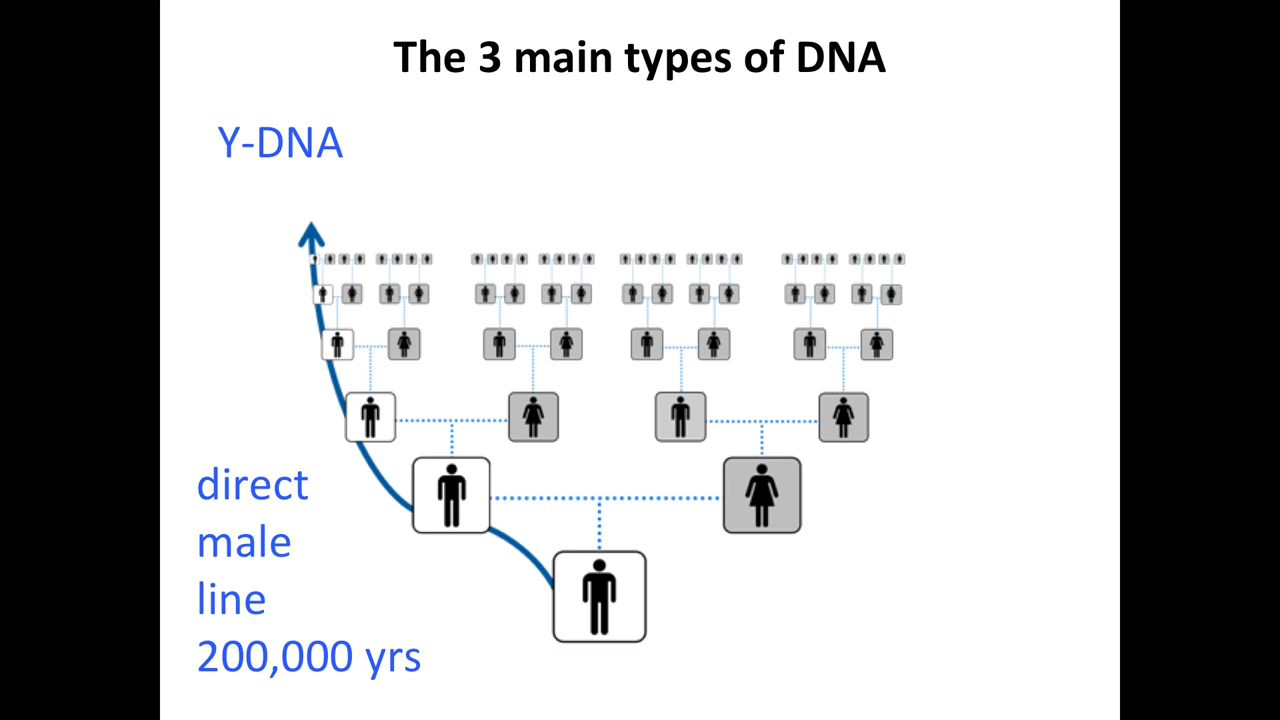 The 3 main types of DNA
Y-DNA
direct
male
line
200,000 yrs